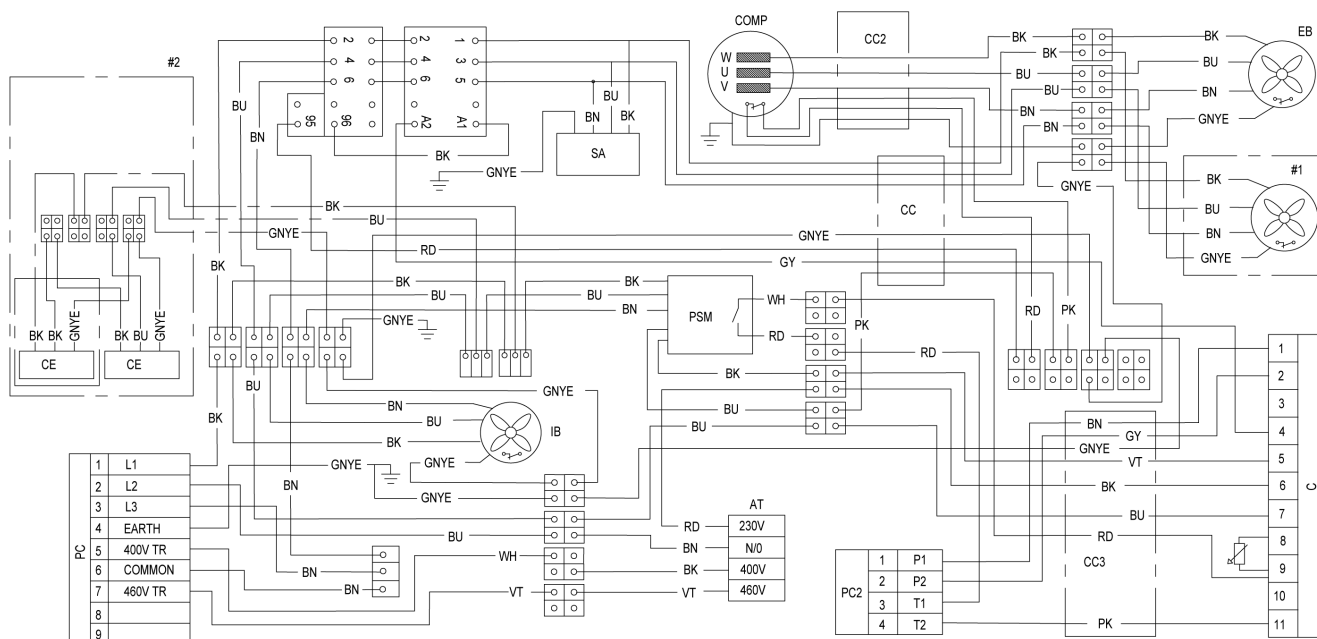 COMP
CC2
EB
#2
#1
W
U
V
2 2 1
4 4 3
6 6 5
95 96 A2 A1
SA
CC
BK
BK
BU
BU
BN
BN
GNYE
BK
BU
BN
GNYE
BK
BU
BN
GNYE
GNYE
BU
BN
BK
BN
BU
BK
GNYE
BK
BU
GNYE
RD
GY
GNYE
BK
BK
BU
BN
GNYE
BK
BU
PSM
WH
RD
BK
BU
BU
PK
RD
RD
PK
BK BK GNYE BK BU GNYE
CE CE
BU
BK
BN
BU
BK
IB
GNYE
GNYE
GNYE
GNYE
BN
BU
WH
BN
BN
VT
VT
PC
1 L1
2 L2
3 L3
4 EARTH
5 400V TR
6 COMMON
7 460V TR
8
9
AT
RD 230V
BN N/0
BK 400V
460V
PC2
1 P1
2 P2
3 T1
4 T2
BN
GY
GNYE
VT
BK
BU
RD
CC3
PK
1
2
3
4
5
6
7
8
9
10
11
C